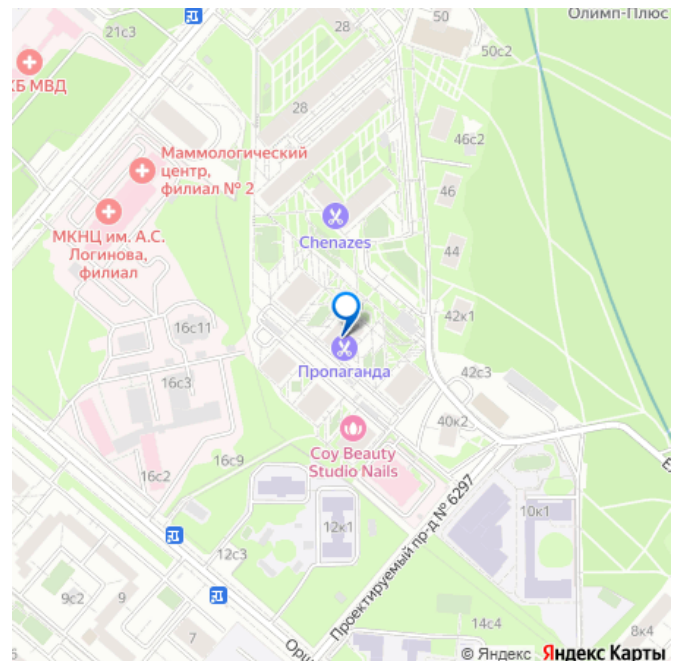 Олимп-Плюс
21с3
28
50
50с2
КБ МВД
28
46с2
Маммологический
центр,
филиал № 2
46
МКНЦ им. А.С.
Логинова,
филиал
Chenazes
44
42к1
16с11
16с3
Пропаганда
42с3
40к2
Coy Beauty
Studio Nails
16с2
16с9
Проектируемый пр-д № 6297
10к1
12к1
12с3
9с2
9
7
14с4
8к4
© Яндекс Яндекс Карты